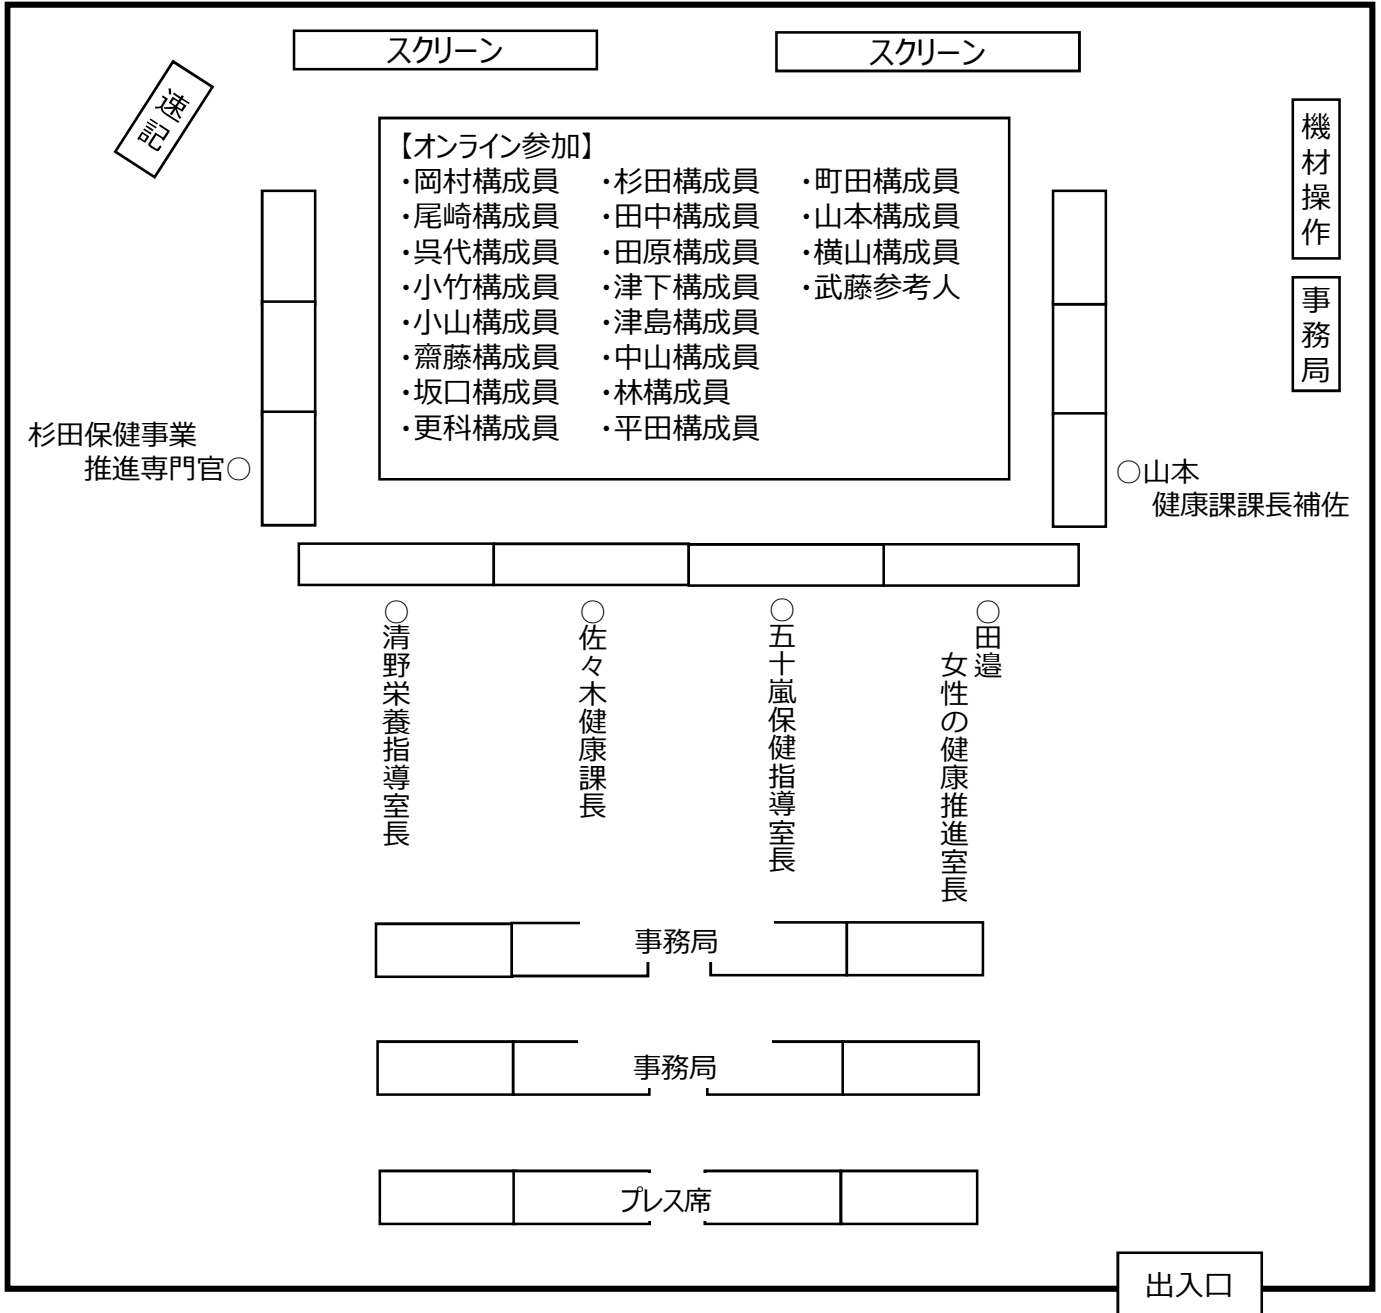 スクリーン
スクリーン
速記
機材操作
事務局
【オンライン参加】
・岡村構成員 ・杉田構成員 ・町田構成員
・尾崎構成員 ・田中構成員 ・山本構成員
・呉代構成員 ・田原構成員 ・横山構成員
・小竹構成員 ・津下構成員 ・武藤参考人
・小山構成員 ・津島構成員
・齋藤構成員 ・中山構成員
・坂口構成員 ・林構成員
・更科構成員 ・平田構成員
杉田保健事業
推進専門官○
○山本
健康課課長補佐
○清野栄養指導室長
○佐々木健康課長
○五十嵐保健指導室長
○田邉
女性の健康推進室長
事務局
事務局
プレス席
出入口